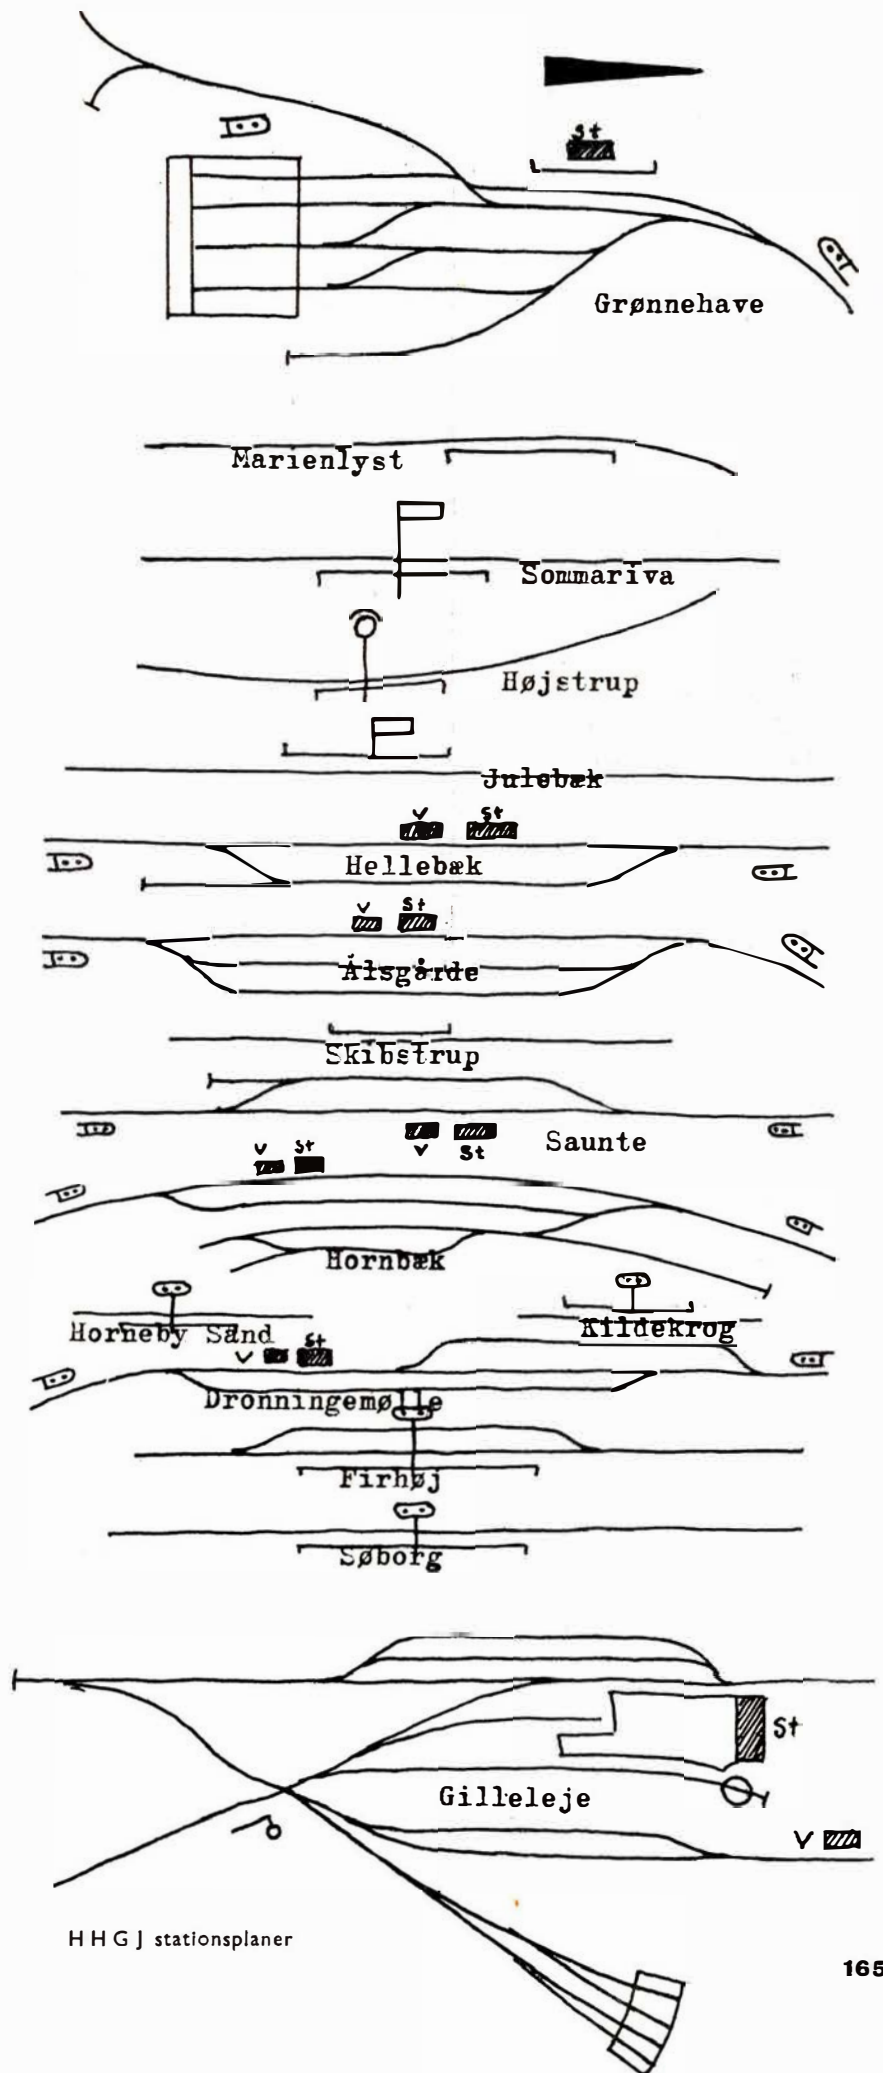 St
Grønnehave
Marienlyst
Sommariva
Højstrup
Julebæk
V St
Hellebæk
V St
Ålsgårde
Skibstrup
Saunte
V St
V St
Hornbæk
Horneby Sand
Kildekrog
V St
Dronningemølle
Firhøj
Søborg
St
Gilleleje
V
HHGJ stationsplaner
165